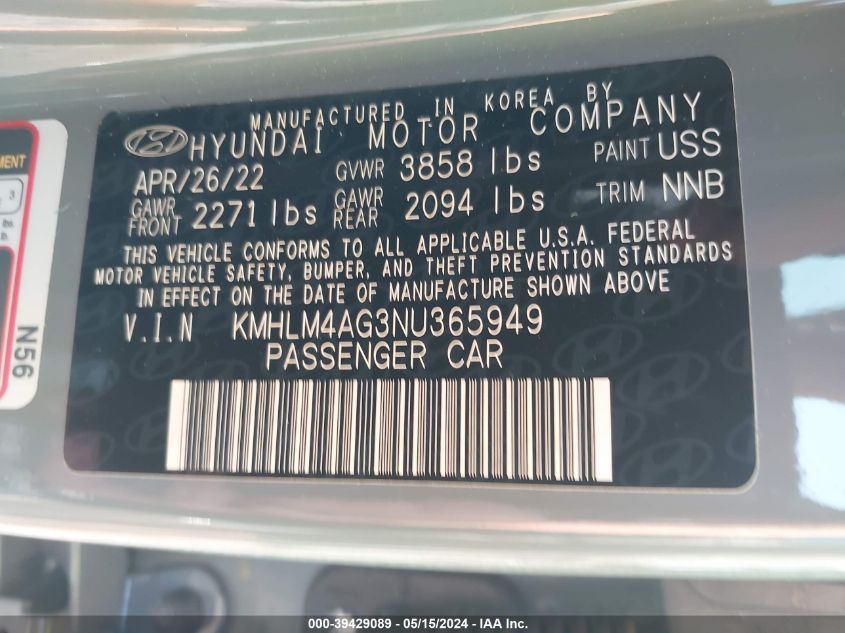 MANUFACTURED IN KOREA BY
HYUNDAI MOTOR COMPANY
APR/26/22 GVWR 3858 lbs PAINT USS
GAWR FRONT 2271 lbs GAWR REAR 2094 lbs TRIM NNB
THIS VEHICLE CONFORMS TO ALL APPLICABLE U.S.A. FEDERAL
MOTOR VEHICLE SAFETY, BUMPER, AND THEFT PREVENTION STANDARDS
IN EFFECT ON THE DATE OF MANUFACTURE SHOWN ABOVE
V.I.N KMHLM4AG3NU365949
PASSENGER CAR
3
lbs.
N56
000-39429089 - 05/15/2024 - IAA Inc.